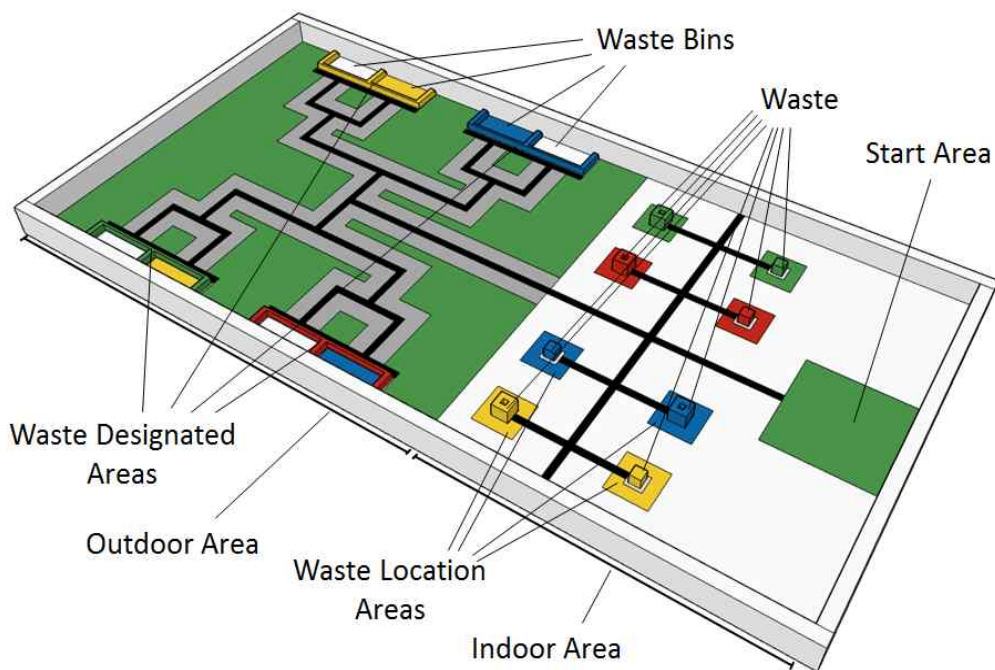 Waste Bins
Waste
Start Area
Waste Designated
Areas
Outdoor Area
Waste Location
Areas
Indoor Area